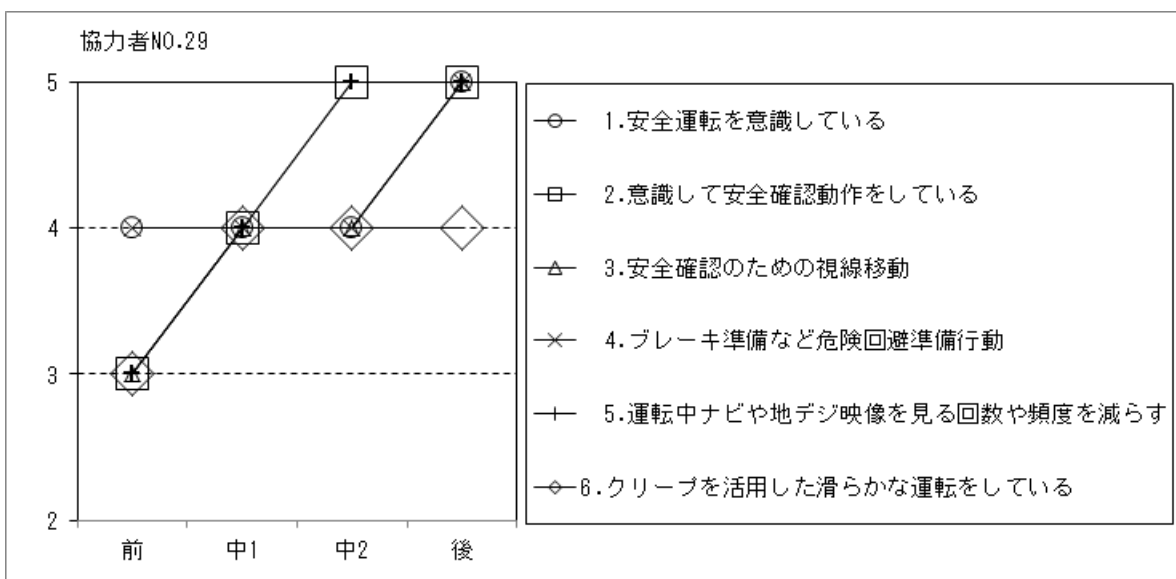 協力者NO.29
5
4
3
2
前 中1 中2 後
1.安全運転を意識している
2.意識して安全確認動作をしている
3.安全確認のための視線移動
4.ブレーキ準備など危険回避準備行動
5.運転中ナビや地デジ映像を見る回数や頻度を減らす
6.クリープを活用した滑らかな運転をしている